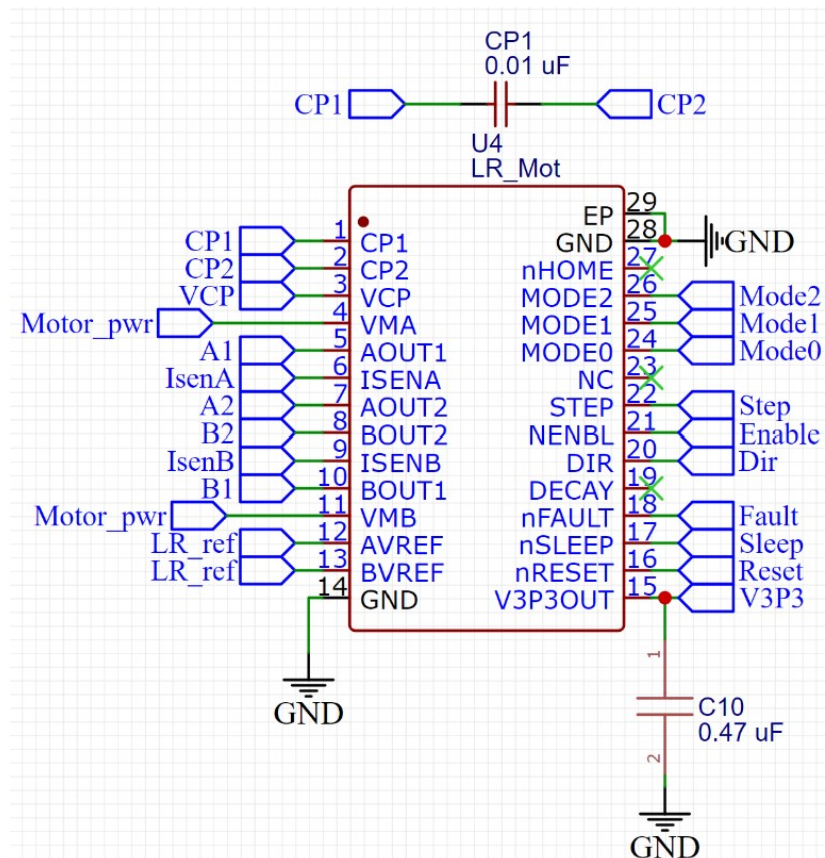 CP1
0.01 uF
CP1
CP2
U4
LR_Mot
EP 29
GND 28
GND
CP1 1 CP1
CP2 2 CP2
VCP 3 VCP
Motor_pwr 4 VMA
A1 5 AOUT1
IsenA 6 ISENA
A2 7 AOUT2
B2 8 BOUT2
IsenB 9 ISENB
B1 10 BOUT1
Motor_pwr 11 VMB
LR_ref 12 AVREF
LR_ref 13 BVREF
14 GND
nHOME 27
MODE2 26 Mode2
MODE1 25 Mode1
MODE0 24 Mode0
NC 23
STEP 22 Step
NENBL 21 Enable
DIR 20 Dir
DECAY 19
nFAULT 18 Fault
nSLEEP 17 Sleep
nRESET 16 Reset
V3P3OUT 15 V3P3
GND
1
C10
0.47 uF
2
GND